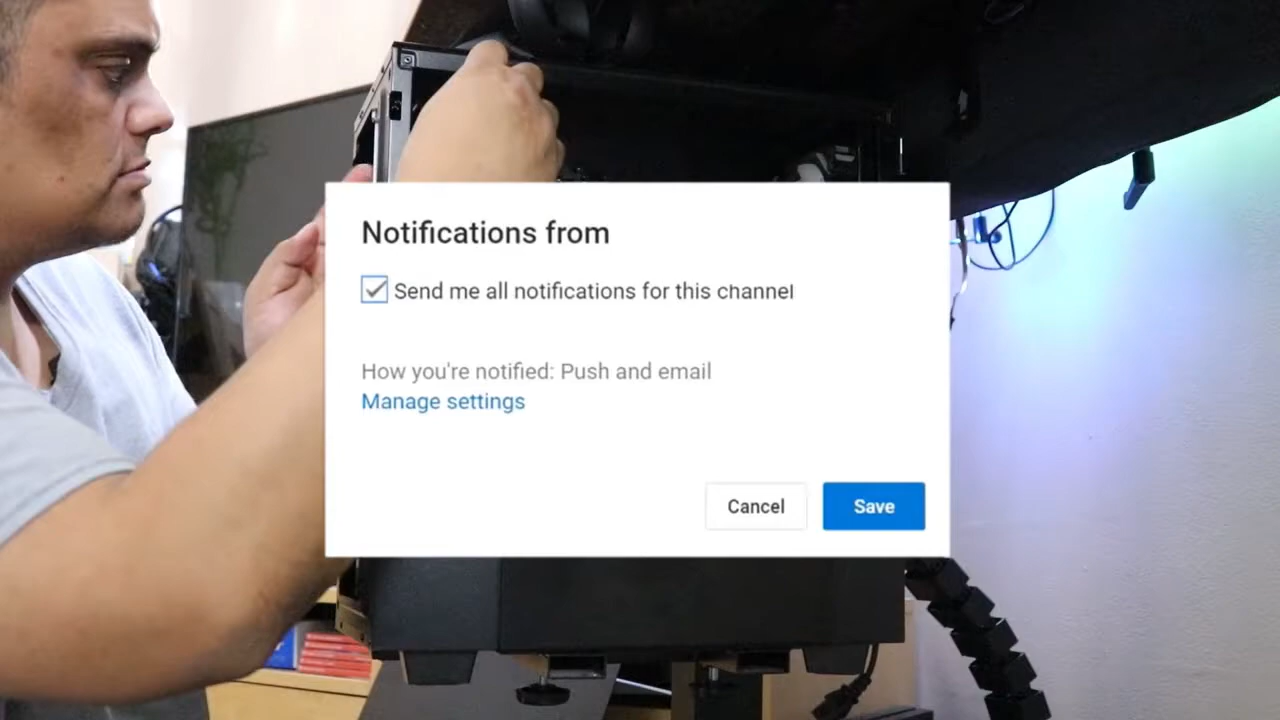 Notifications from
Send me all notifications for this channel
How you're notified: Push and email
Manage settings
Cancel
Save